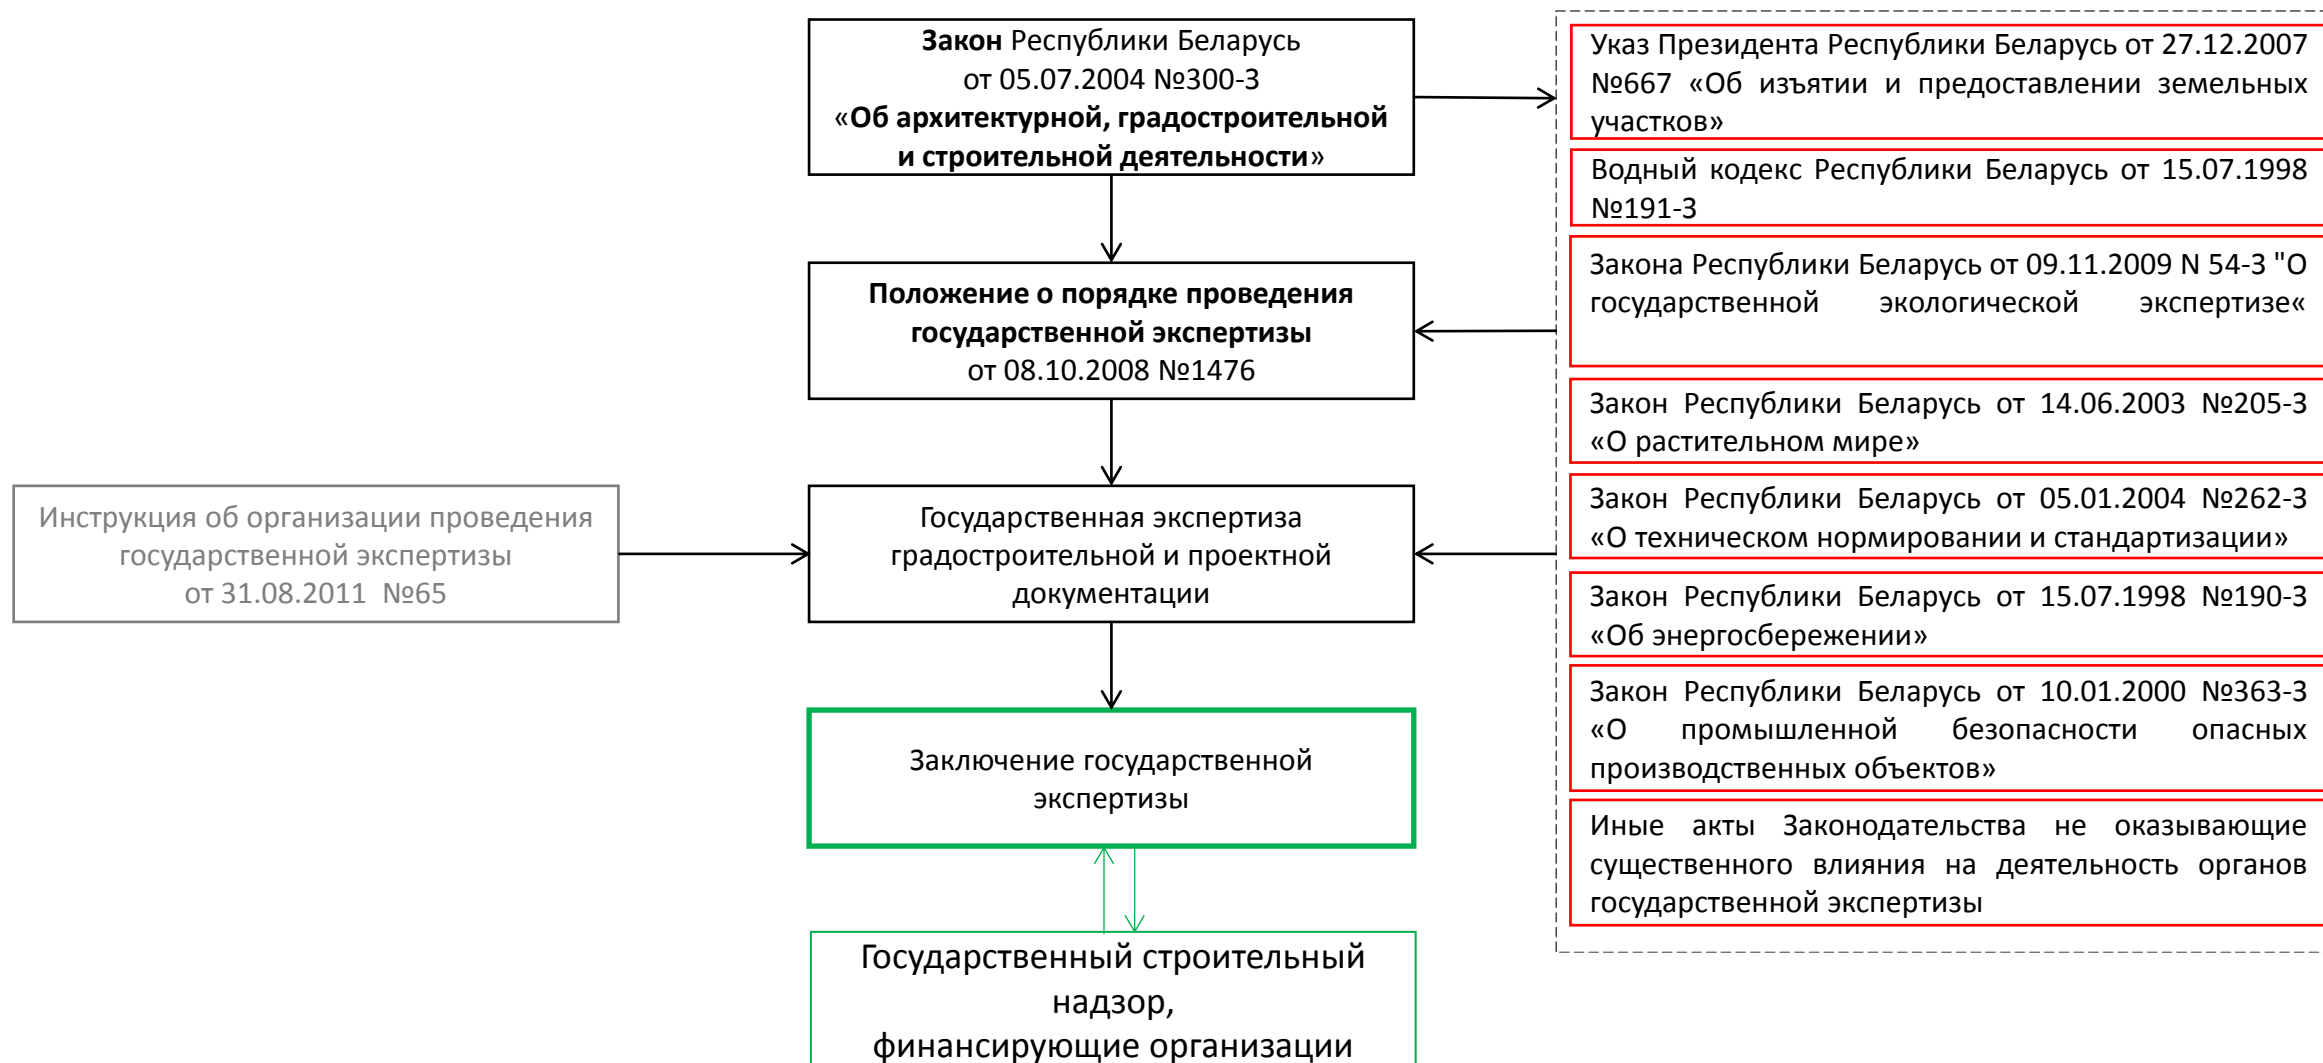 Закон Республики Беларусь
от 05.07.2004 №300-З
«Об архитектурной, градостроительной
и строительной деятельности»
Положение о порядке проведения
государственной экспертизы
от 08.10.2008 №1476
Инструкция об организации проведения
государственной экспертизы
от 31.08.2011 №65
Государственная экспертиза
градостроительной и проектной
документации
Заключение государственной
экспертизы
Государственный строительный
надзор,
финансирующие организации
Указ Президента Республики Беларусь от 27.12.2007
№667 «Об изъятии и предоставлении земельных
участков»
Водный кодекс Республики Беларусь от 15.07.1998
№191-З
Закона Республики Беларусь от 09.11.2009 N 54-З "О
государственной экологической экспертизе«
Закон Республики Беларусь от 14.06.2003 №205-З
«О растительном мире»
Закон Республики Беларусь от 05.01.2004 №262-З
«О техническом нормировании и стандартизации»
Закон Республики Беларусь от 15.07.1998 №190-З
«Об энергосбережении»
Закон Республики Беларусь от 10.01.2000 №363-З
«О промышленной безопасности опасных
производственных объектов»
Иные акты Законодательства не оказывающие
существенного влияния на деятельность органов
государственной экспертизы